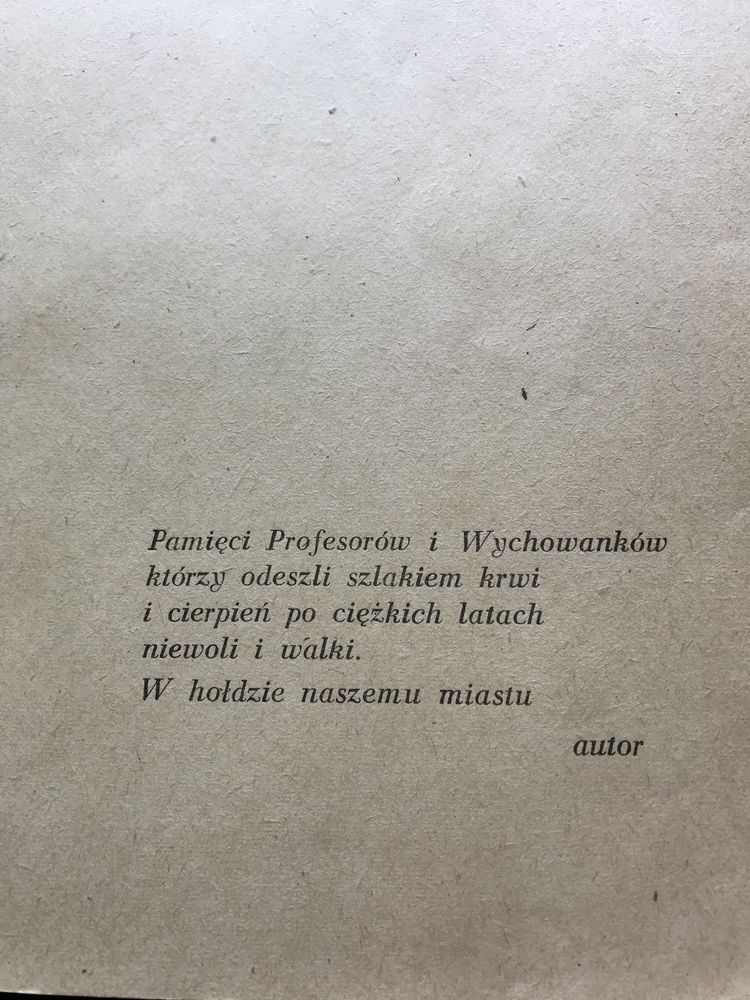 Pamięci Profesorów i Wychowanków
którzy odeszli szlakiem krwi
i cierpień po ciężkich latach
niewoli i walki.
W hołdzie naszemu miastu
autor